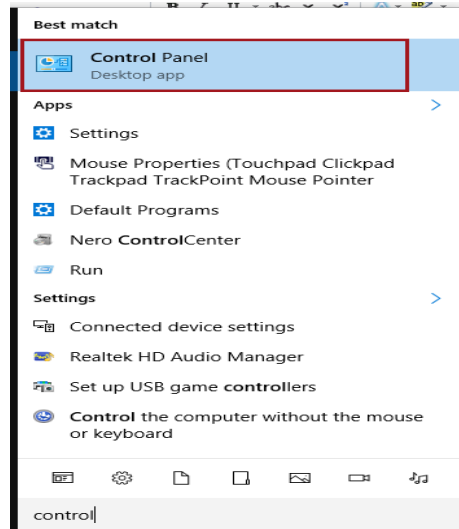 B I U abc
Best match
Control Panel
Desktop app
Apps
Settings
Mouse Properties (Touchpad Clickpad
Trackpad TrackPoint Mouse Pointer
Default Programs
Nero ControlCenter
Run
Settings
Connected device settings
Realtek HD Audio Manager
Set up USB game controllers
Control the computer without the mouse
or keyboard
control